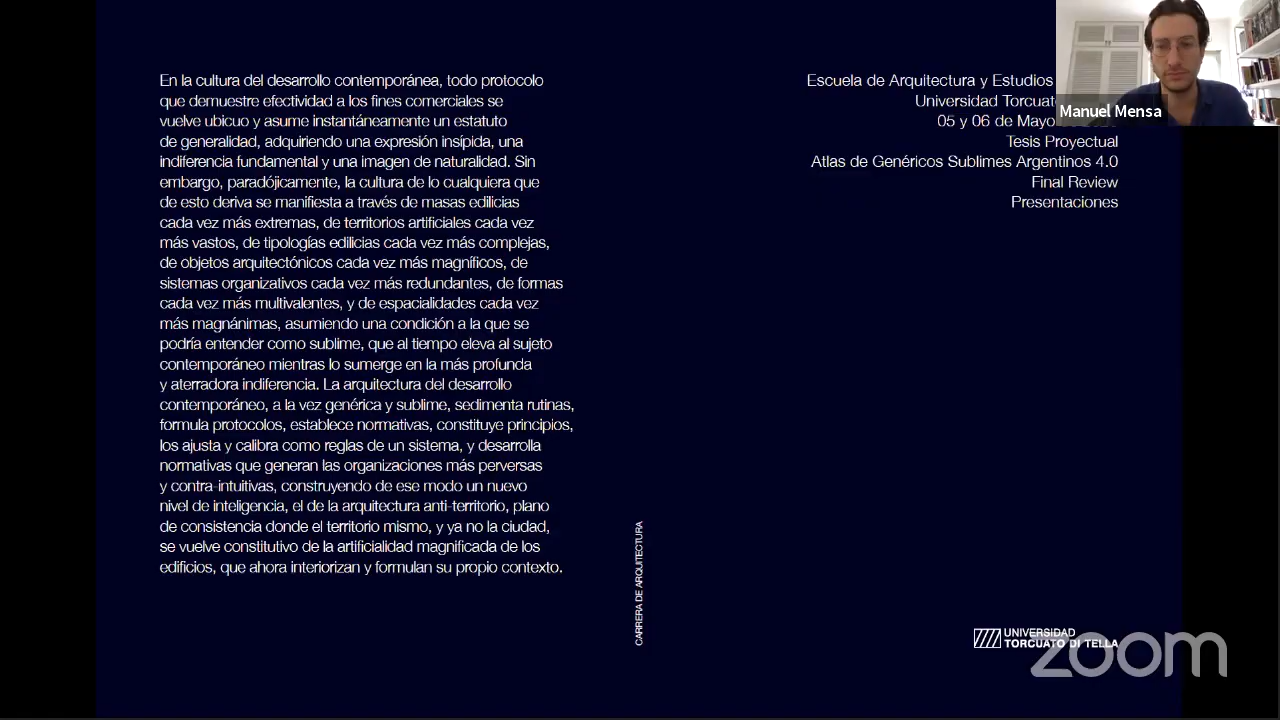 En la cultura del desarrollo contemporánea, todo protocolo
que demuestre efectividad a los fines comerciales se
vuelve ubicuo y asume instantáneamente un estatuto
de generalidad, adquiriendo una expresión insípida, una
indiferencia fundamental y una imagen de naturalidad. Sin
embargo, paradójicamente, la cultura de lo cualquiera que
de esto deriva se manifiesta a través de masas edilicias
cada vez más extremas, de territorios artificiales cada vez
más vastos, de tipologías edilicias cada vez más complejas,
de objetos arquitectónicos cada vez más magníficos, de
sistemas organizativos cada vez más redundantes, de formas
cada vez más multivalentes, y de espacialidades cada vez
más magnánimas, asumiendo una condición a la que se
podría entender como sublime, que al tiempo eleva al sujeto
contemporáneo mientras lo sumerge en la más profunda
y aterradora indiferencia. La arquitectura del desarrollo
contemporáneo, a la vez genérica y sublime, sedimenta rutinas,
formula protocolos, establece normativas, constituye principios,
los ajusta y calibra como reglas de un sistema, y desarrolla
normativas que generan las organizaciones más perversas
y contra-intuitivas, construyendo de ese modo un nuevo
nivel de inteligencia, el de la arquitectura anti-territorio, plano
de consistencia donde el territorio mismo, y ya no la ciudad,
se vuelve constitutivo de la artificialidad magnificada de los
edificios, que ahora interiorizan y formulan su propio contexto.
CARRERA DE ARQUITECTURA
Escuela de Arquitectura y Estudios
Universidad
05 y 06 de Mayo
Tesis Proyectual
Atlas de Genéricos Sublimes Argentinos 4.0
Final Review
Presentaciones
Manuel Mensa
UNIVERSIDAD
TORCUATO DI TELLA
zoom